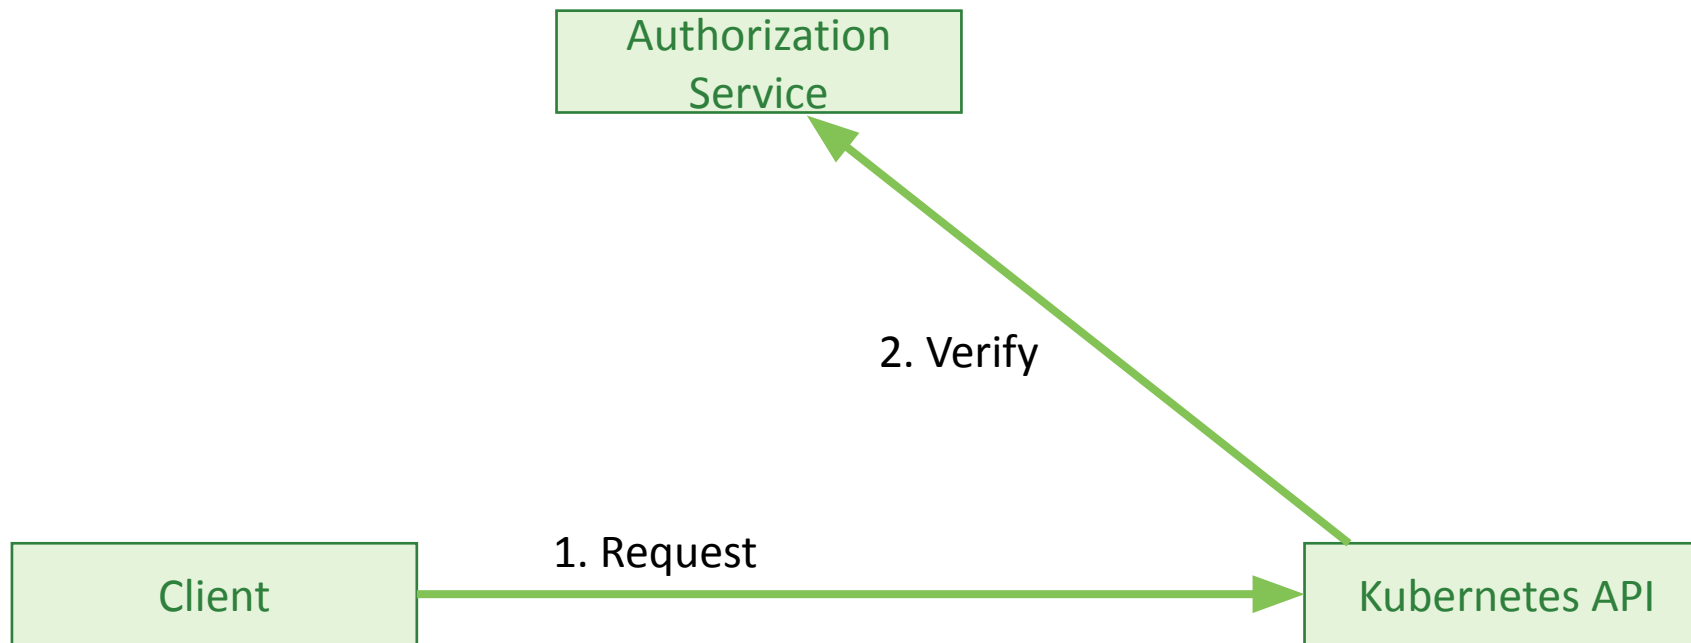 Authorization
Service
2. Verify
1. Request
Client
Kubernetes API